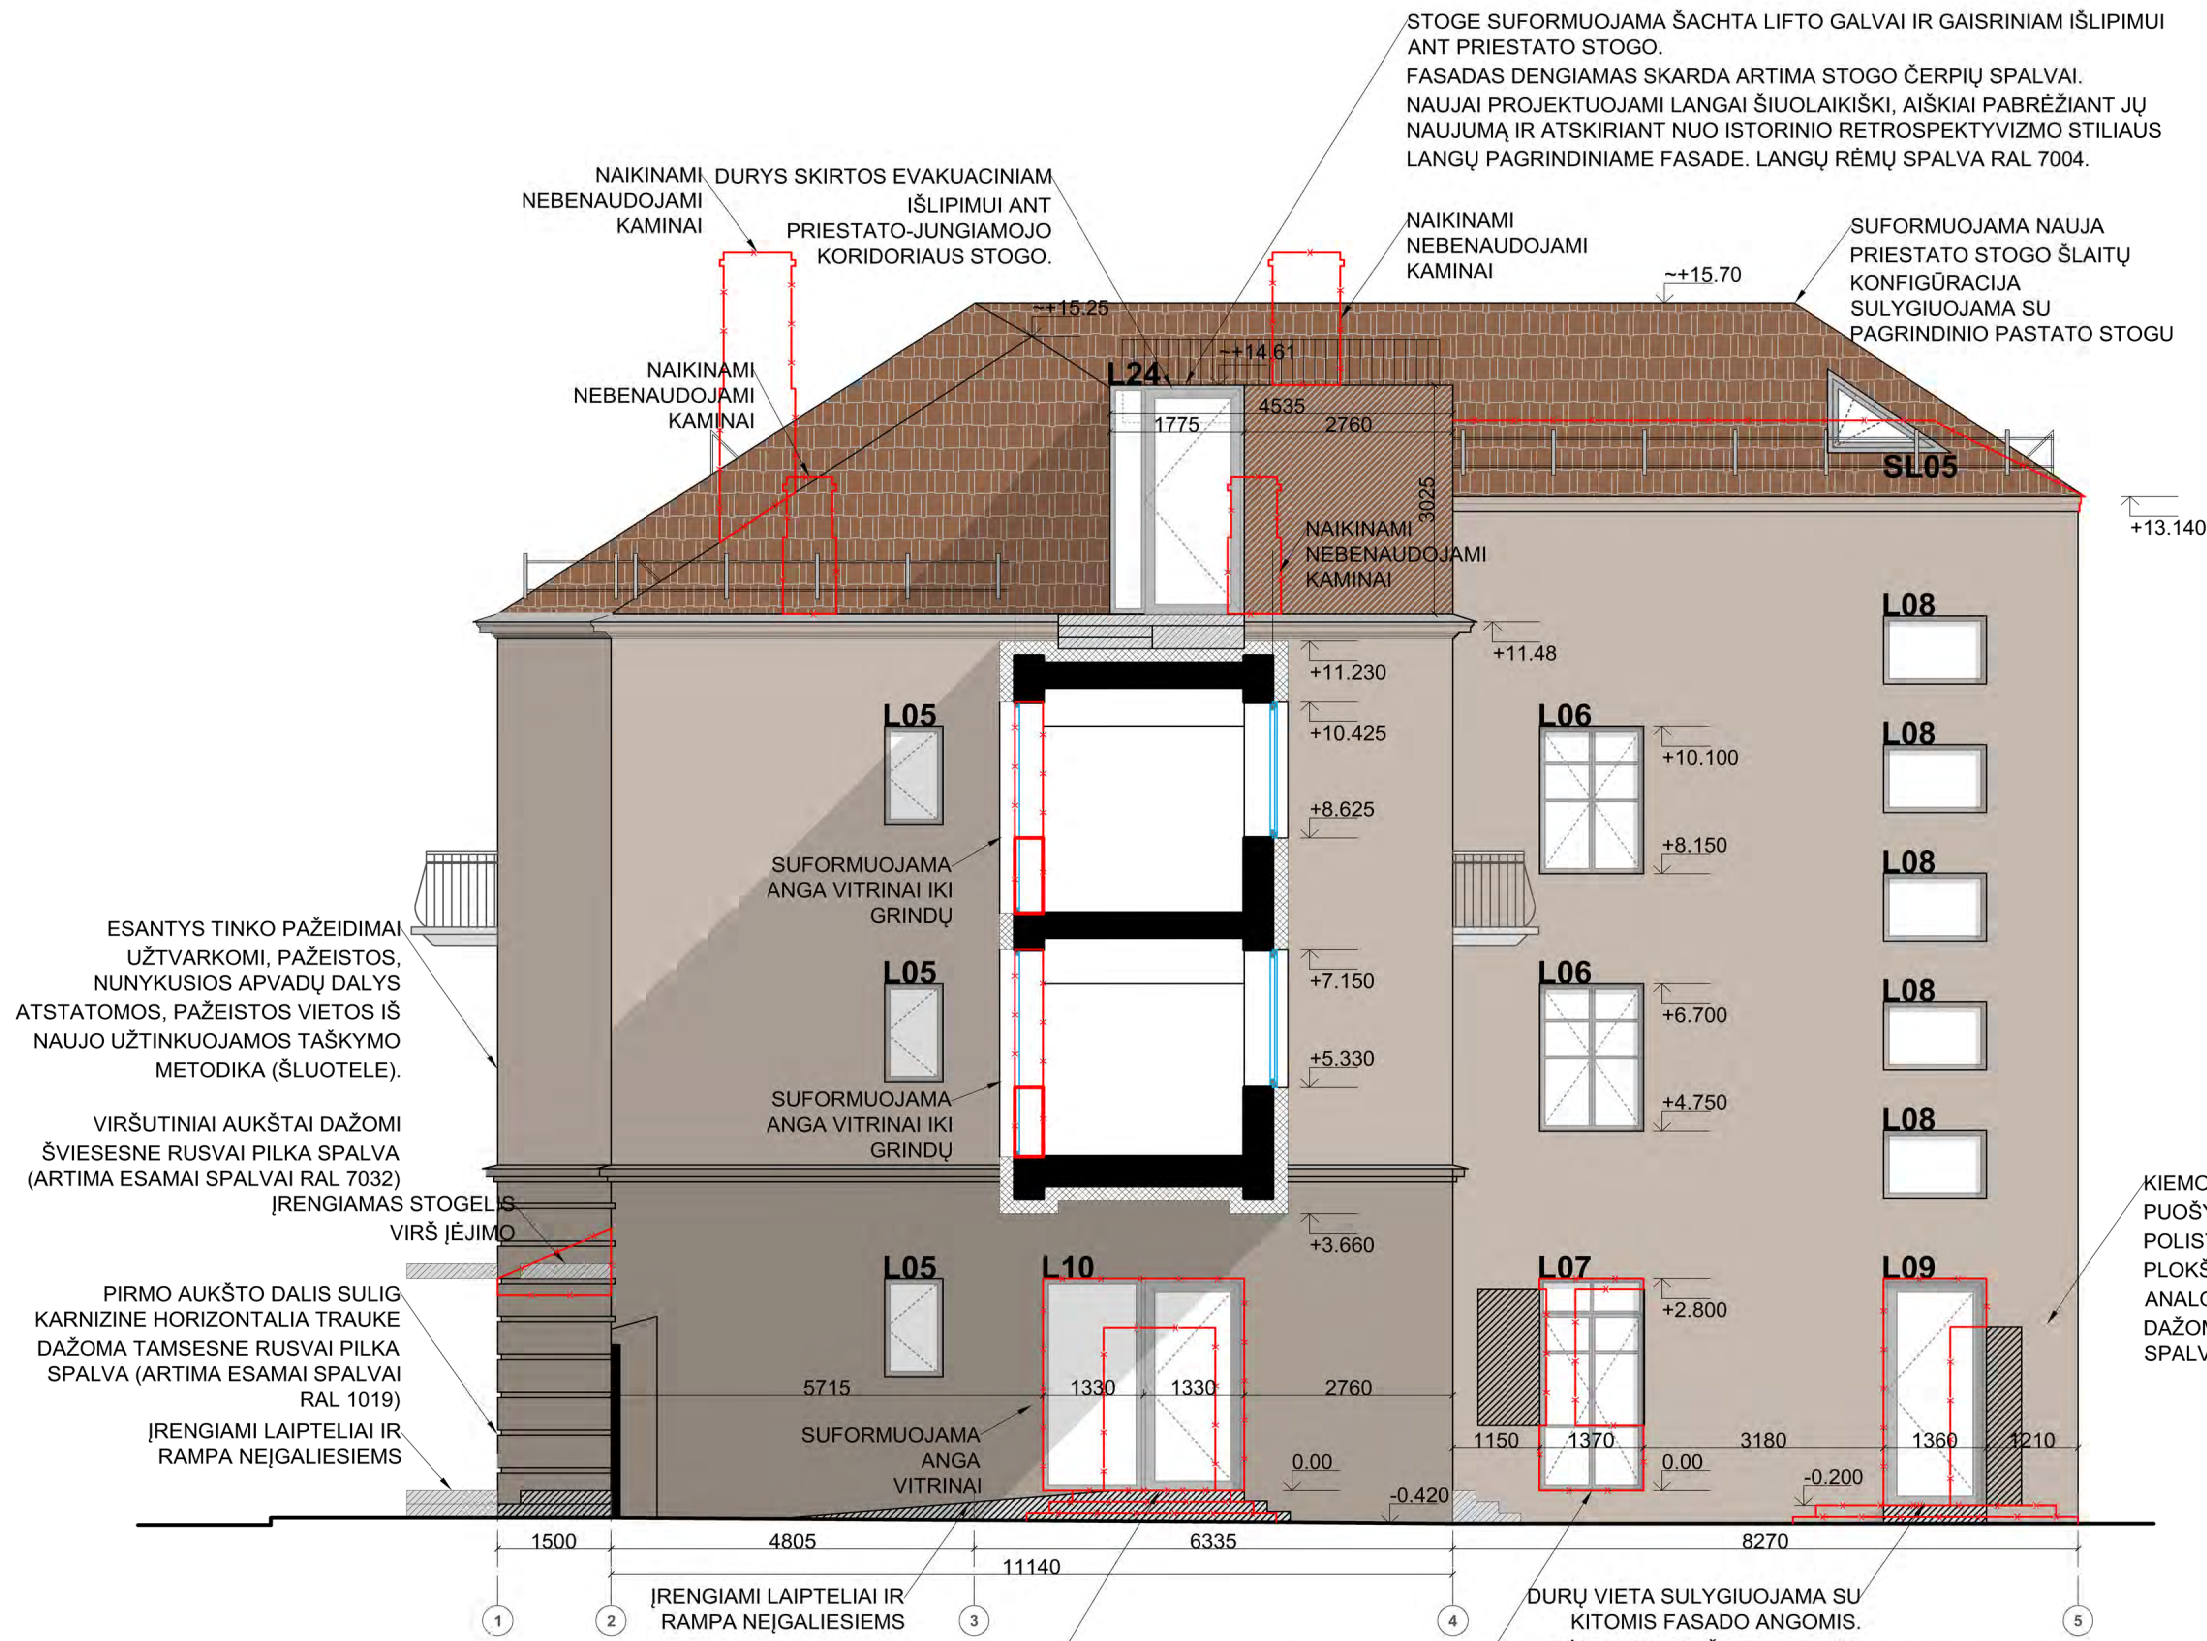 STOGE SUFORMUOJAMA ŠACHTA LIFTO GALVAI IR GAISRINIAM IŠLIPIMUI
ANT PRIESTATO STOGO.
FASADAS DENGIAMAS SKARDA ARTIMA STOGO ČERPIŲ SPALVAI.
NAUJAI PROJEKTUOJAMI LANGAI ŠIUOLAIKIŠKI, AIŠKIAI PABRĖŽIANT JŲ
NAUJUMĄ IR ATSKIRIANT NUO ISTORINIO RETROSPEKTYVIZMO STILIAUS
LANGŲ PAGRINDINIAME FASADE. LANGŲ RĖMŲ SPALVA RAL 7004.
NAIKINAMI
NEBENAUDOJAMI
KAMINAI
DURYS SKIRTOS EVAKUACINIAM
IŠLIPIMUI ANT
PRIESTATO-JUNGIAMOJO
KORIDORIAUS STOGO.
NAIKINAMI
NEBENAUDOJAMI
KAMINAI
SUFORMUOJAMA NAUJA
PRIESTATO STOGO ŠLAITŲ
KONFIGŪRACIJA
SULYGIUOJAMA SU
PAGRINDINIO PASTATO STOGU
~+15.70
~+15.25
~+14.61
NAIKINAMI
NEBENAUDOJAMI
KAMINAI
L24
4535
1775
2760
3025
SL05
+13.140
NAIKINAMI
NEBENAUDOJAMI
KAMINAI
L08
+11.48
+11.230
L05
L06
L08
+10.425
+10.100
+8.625
+8.150
L08
SUFORMUOJAMA
ANGA VITRINAI IKI
GRINDŲ
ESANTYS TINKO PAŽEIDIMAI
UŽTVARKOMI, PAŽEISTOS,
NUNYKUSIOS APVADŲ DALYS
ATSTATOMOS, PAŽEISTOS VIETOS IŠ
NAUJO UŽTINKUOJAMOS TAŠKYMO
METODIKA (ŠLUOTELE).
L05
L06
L08
+7.150
+6.700
+5.330
+4.750
L08
SUFORMUOJAMA
ANGA VITRINAI IKI
GRINDŲ
VIRŠUTINIAI AUKŠTAI DAŽOMI
ŠVIESESNE RUSVAI PILKA SPALVA
(ARTIMA ESAMAI SPALVAI RAL 7032)
ĮRENGIAMAS STOGELIS
VIRŠ ĮĖJIMO
+3.660
L05
L10
L07
L09
+2.800
PIRMO AUKŠTO DALIS SULIG
KARNIZINE HORIZONTALIA TRAUKE
DAŽOMA TAMSESNE RUSVAI PILKA
SPALVA (ARTIMA ESAMAI SPALVAI
RAL 1019)
KIEMO
PUOŠY
POLIST
PLOKŠ
ANALO
DAŽOM
SPALV
5715
1330
1330
2760
1150
1370
3180
1360
1210
ĮRENGIAMI LAIPTELIAI IR
RAMPA NEĮGALIESIEMS
SUFORMUOJAMA
ANGA
VITRINAI
0.00
-0.420
0.00
-0.200
1500
4805
6335
8270
11140
ĮRENGIAMI LAIPTELIAI IR
RAMPA NEĮGALIESIEMS
DURŲ VIETA SULYGIUOJAMA SU
KITOMIS FASADO ANGOMIS.
1
2
3
4
5